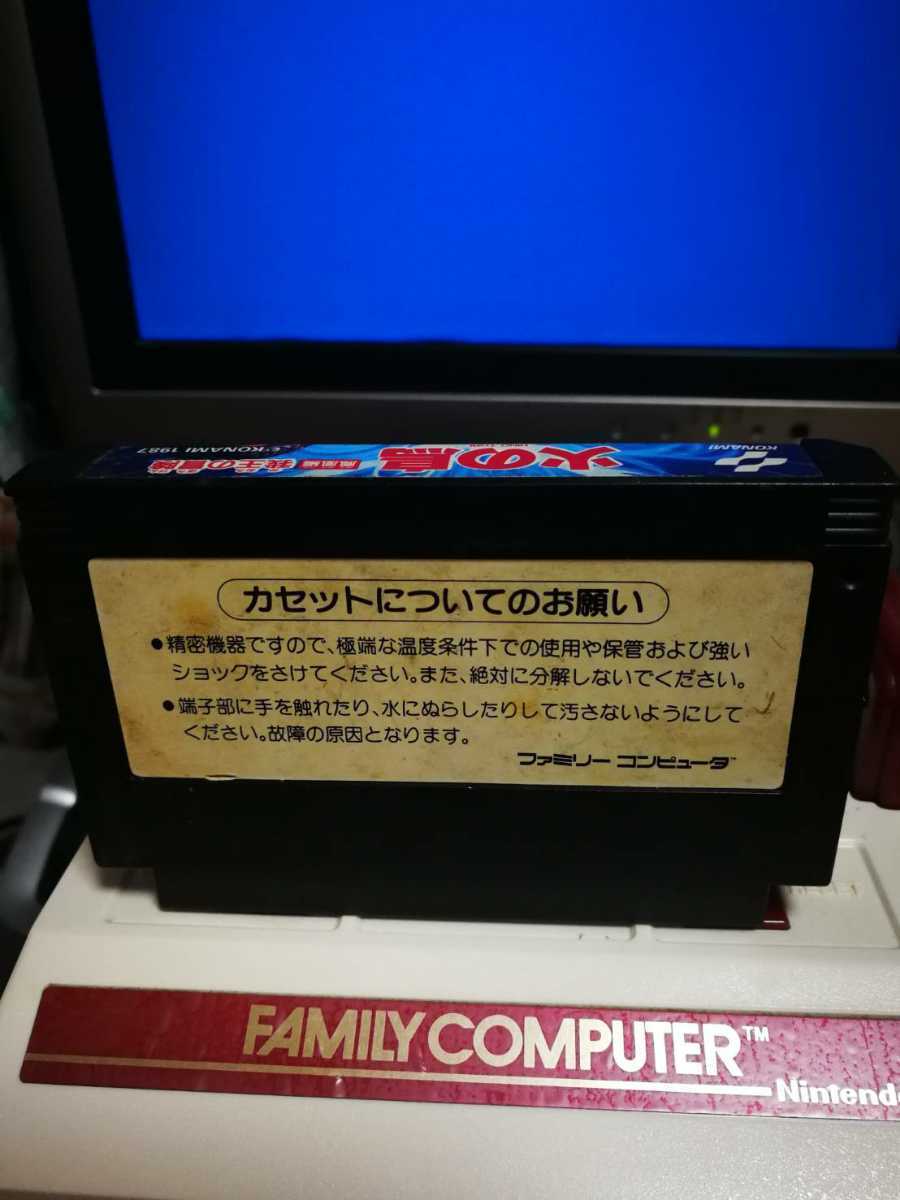 KONAMI
火の鳥
HINO TORI
鳳凰編 我王の冒険
©KONAMI 1987
カセットについてのお願い
●精密機器ですので、極端な温度条件下での使用や保管および強い
ショックをさけてください。また、絶対に分解しないでください。
●端子部に手を触れたり、水にぬらしたりして汚さないようにして
ください。故障の原因となります。
ファミリー コンピュータ™
FAMILY COMPUTER™
Nintendo